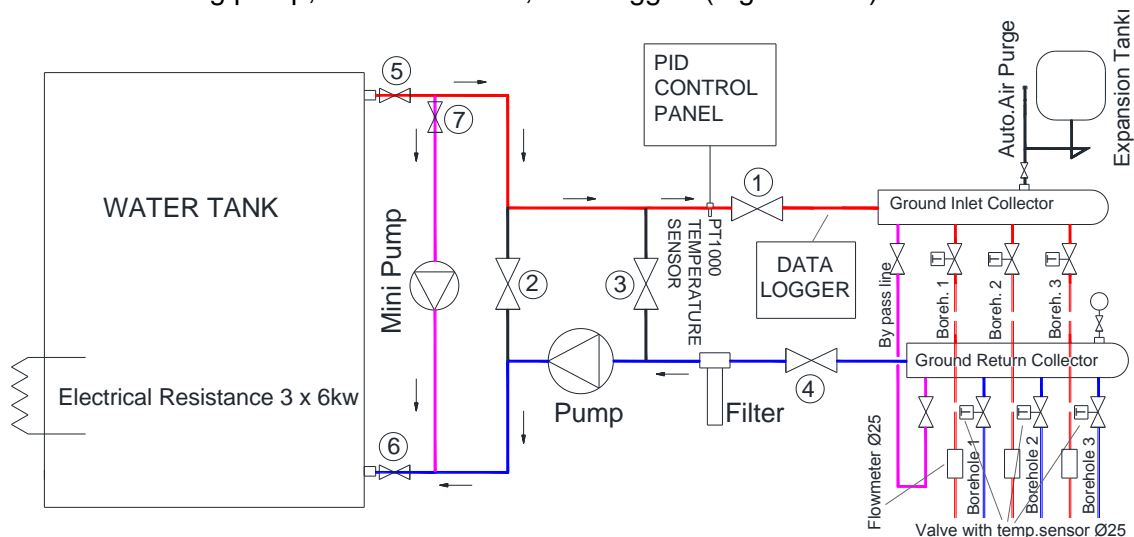 pump,
5
7
PID
CONTROL
PANEL
Auto.Air Purge
Expansion Tank
1
WATER TANK
Ground Inlet Collector
PT1000
TEMPERATURE
SENSOR
Mini Pump
2
3
DATA
LOGGER
By pass line
T
Boreh. 1
T
Boreh. 2
T
Boreh. 3
Ground Return Collector
4
Electrical Resistance 3 x 6kw
Pump
Filter
6
T
T
T
Flowmeter Ø25
Borehole 1
Borehole 2
Borehole 3
Valve with temp.sensor Ø25